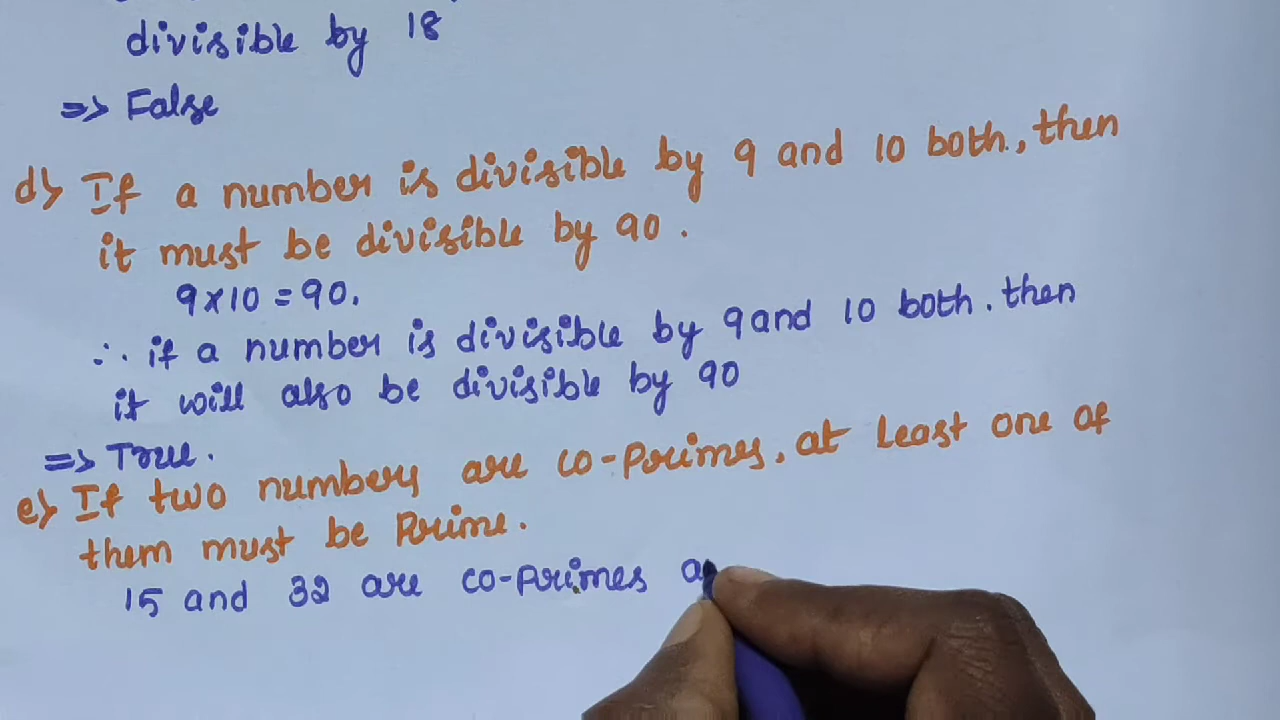 divisible by 18
=> False
d) If a number is divisible by 9 and 10 both, then
it must be divisible by 90.
9x10 = 90.
∴ if a number is divisible by 9 and 10 both. then
it will also be divisible by 90
=> True.
e) If two numbers are co-primes, at least one of
them must be Prime.
15 and 32 are co-primes a